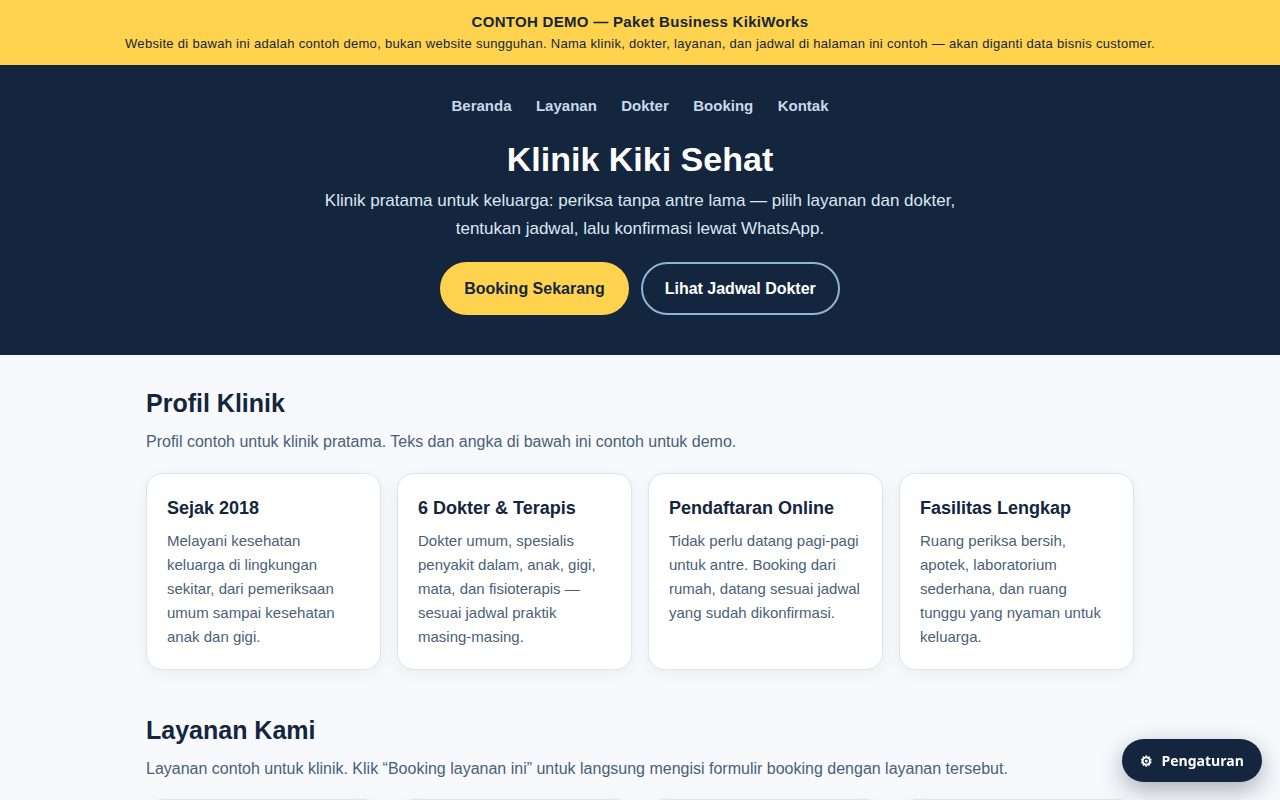 CONTOH DEMO — Paket Business KikiWorks
Website di bawah ini adalah contoh demo, bukan website sungguhan. Nama klinik, dokter, layanan, dan jadwal di halaman ini contoh — akan diganti data bisnis customer.
Beranda Layanan Dokter Booking Kontak
Klinik Kiki Sehat
Klinik pratama untuk keluarga: periksa tanpa antre lama — pilih layanan dan dokter,
tentukan jadwal, lalu konfirmasi lewat WhatsApp.
Booking Sekarang
Lihat Jadwal Dokter
Profil Klinik
Profil contoh untuk klinik pratama. Teks dan angka di bawah ini contoh untuk demo.
Sejak 2018
Melayani kesehatan
keluarga di lingkungan
sekitar, dari pemeriksaan
umum sampai kesehatan
anak dan gigi.
6 Dokter & Terapis
Dokter umum, spesialis
penyakit dalam, anak, gigi,
mata, dan fisioterapis —
sesuai jadwal praktik
masing-masing.
Pendaftaran Online
Tidak perlu datang pagi-pagi
untuk antre. Booking dari
rumah, datang sesuai jadwal
yang sudah dikonfirmasi.
Fasilitas Lengkap
Ruang periksa bersih,
apotek, laboratorium
sederhana, dan ruang
tunggu yang nyaman untuk
keluarga.
Layanan Kami
Layanan contoh untuk klinik. Klik “Booking layanan ini” untuk langsung mengisi formulir booking dengan layanan tersebut.
⚙ Pengaturan